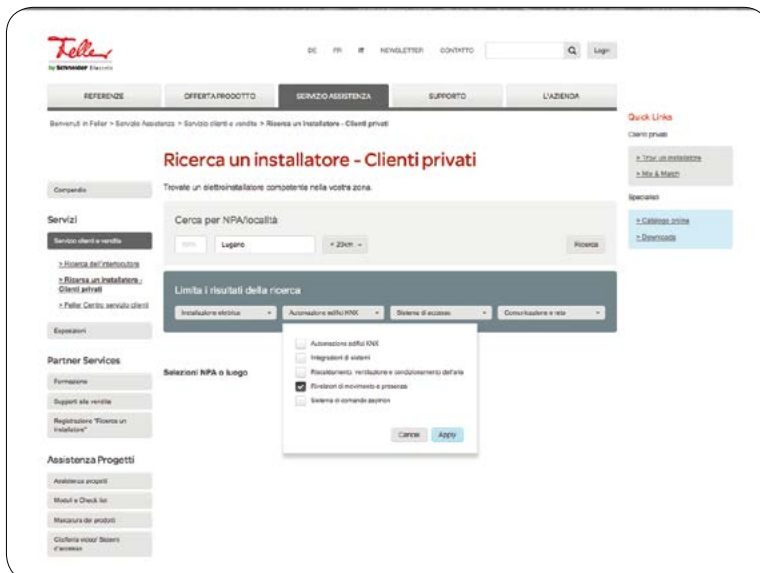 Feller
by Schneider Electric
DE FR IT NEWSLETTER CONTATTO
Login
REFERENZE OFFERTA PRODOTTO SERVIZIO ASSISTENZA SUPPORTO L'AZIENDA
Benvenuti in Feller > Servizio Assistenza > Servizio clienti e vendita > Ricerca un installatore - Clienti privati
Quick Links
Clienti privati
> Trovi un installatore
> Mix & Match
Specialisti
> Catalogo online
> Downloads
Ricerca un installatore - Clienti privati
Trovate un elettroinstallatore competente nella vostra zona.
Compendio
Servizi
Servizio clienti e vendita
> Ricerca dell'interlocutore
> Ricerca un installatore -
Clienti privati
> Feller Centro servizio clienti
Esposizioni
Partner Services
Formazione
Supporti alla vendita
Registrazione "Ricerca un
installatore"
Assistenza Progetti
Assistenza progetti
Moduli e Check list
Marcatura dei prodotti
d'accesso
Cerca per NPA/località
NPA Lugano < 20km Ricerca
Limita i risultati della ricerca
Installazione elettrica Automazione edifici KNX Sistema di accesso Comunicazione e rete
Automazione edifici KNX
Integratori di sistemi
Riscaldamento, ventilazione e condizionamento dell'aria
Rivelatori di movimento e presenza
Sistema di comando zeptrion
Cancel Apply
Selezioni NPA o luogo